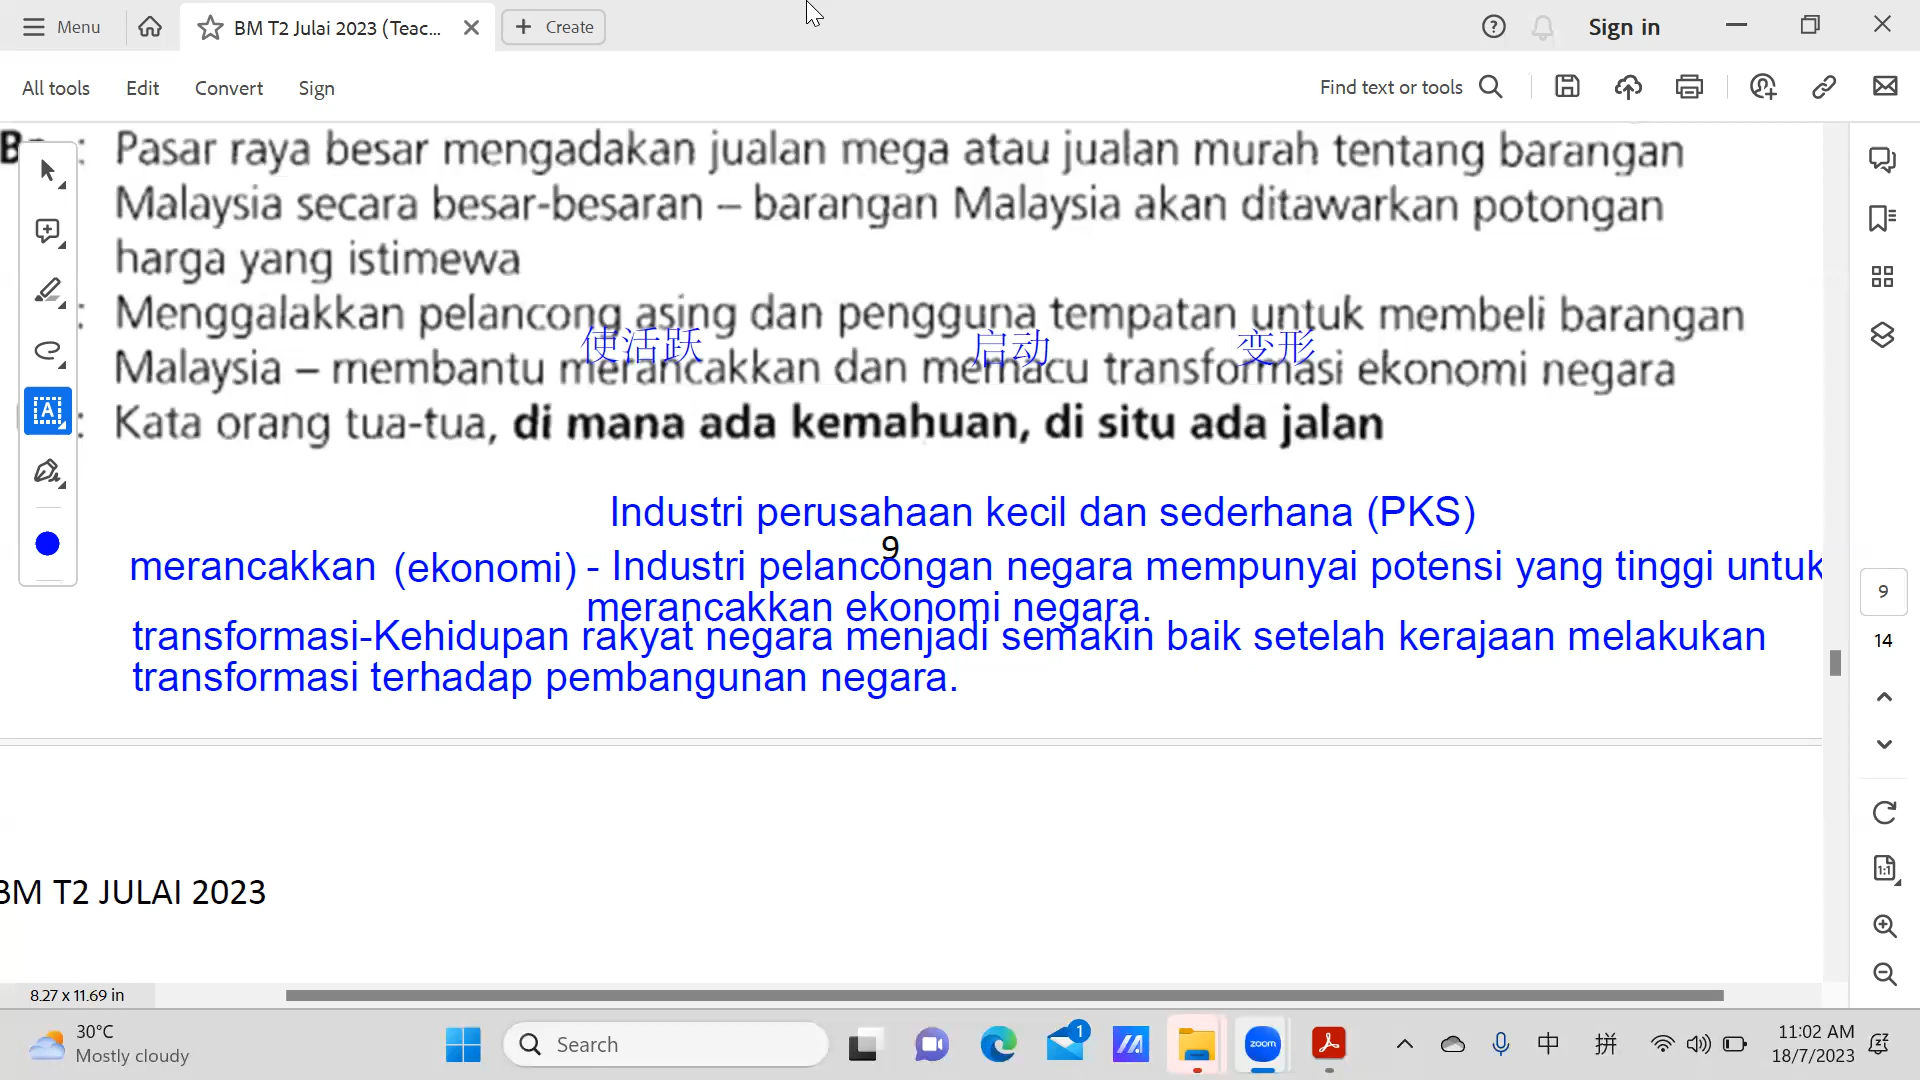 Menu
BM T2 Julai 2023 (Teac...
Create
Sign in
All tools
Edit
Convert
Sign
Find text or tools
: Pasar raya besar mengadakan jualan mega atau jualan murah tentang barangan
Malaysia secara besar-besaran – barangan Malaysia akan ditawarkan potongan
harga yang istimewa
: Menggalakkan pelancong asing dan pengguna tempatan untuk membeli barangan
使活跃 启动 变形
Malaysia – membantu merancakkan dan memacu transformasi ekonomi negara
: Kata orang tua-tua, di mana ada kemahuan, di situ ada jalan
Industri perusahaan kecil dan sederhana (PKS)
9
merancakkan (ekonomi) - Industri pelancongan negara mempunyai potensi yang tinggi untuk
merancakkan ekonomi negara.
transformasi-Kehidupan rakyat negara menjadi semakin baik setelah kerajaan melakukan
transformasi terhadap pembangunan negara.
9
14
1:1
BM T2 JULAI 2023
8.27 x 11.69 in
30°C
Mostly cloudy
Search
1
zoom
中
拼
11:02 AM
18/7/2023